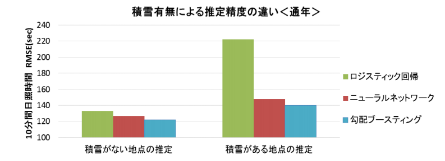 積雪有無による推定精度の違い＜通年＞
10分間日照時間 RMSE(sec)
240
220
200
180
160
140
120
100
積雪がない地点の推定
積雪がある地点の推定
ロジスティック回帰
ニューラルネットワーク
勾配ブースティング